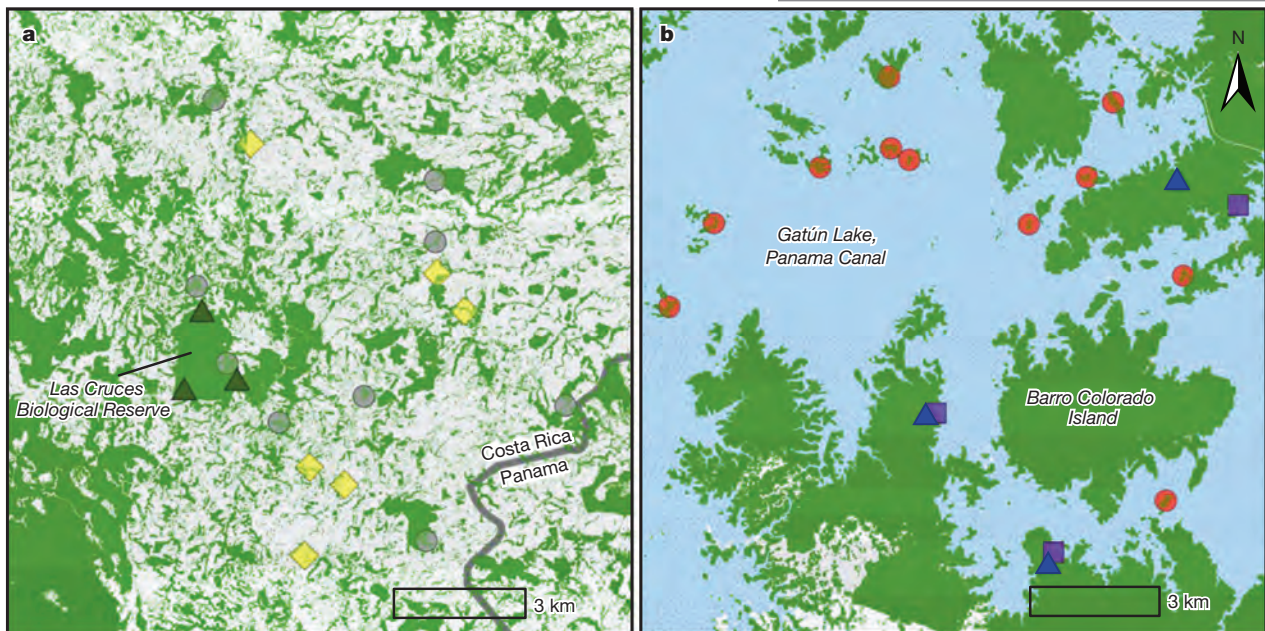 a
Las Cruces
Biological Reserve
Costa Rica
Panama
3 km
b
N
Gatún Lake,
Panama Canal
Barro Colorado
Island
3 km